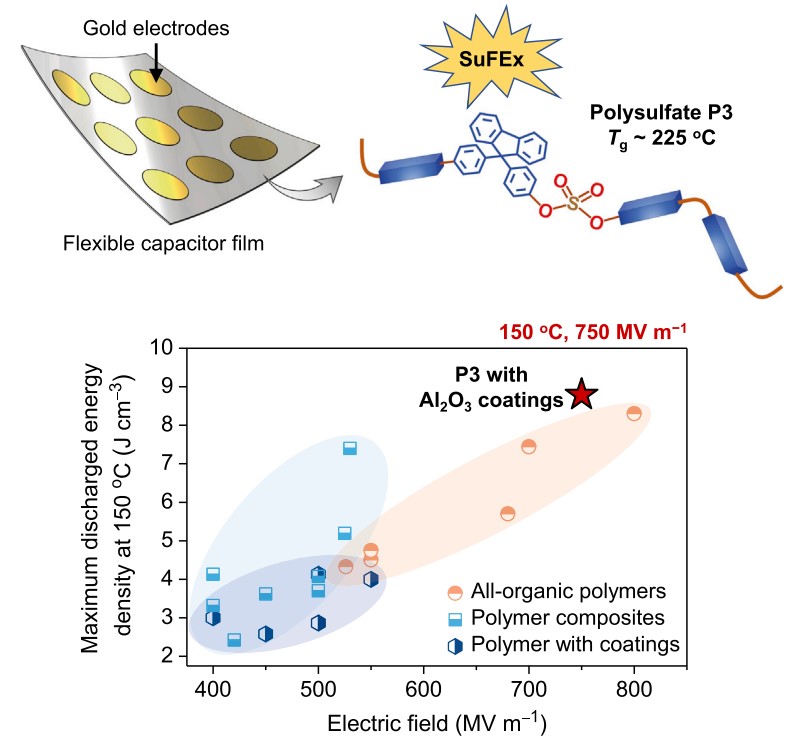 Gold electrodes
Flexible capacitor film
SuFEx
Polysulfate P3
Tg ~ 225 °C
O
O
O
S
O
150 °C, 750 MV m⁻¹
P3 with
Al₂O₃ coatings
Maximum discharged energy
density at 150 °C (J cm⁻³)
10
9
8
7
6
5
4
3
2
All-organic polymers
Polymer composites
Polymer with coatings
400 500 600 700 800
Electric field (MV m⁻¹)